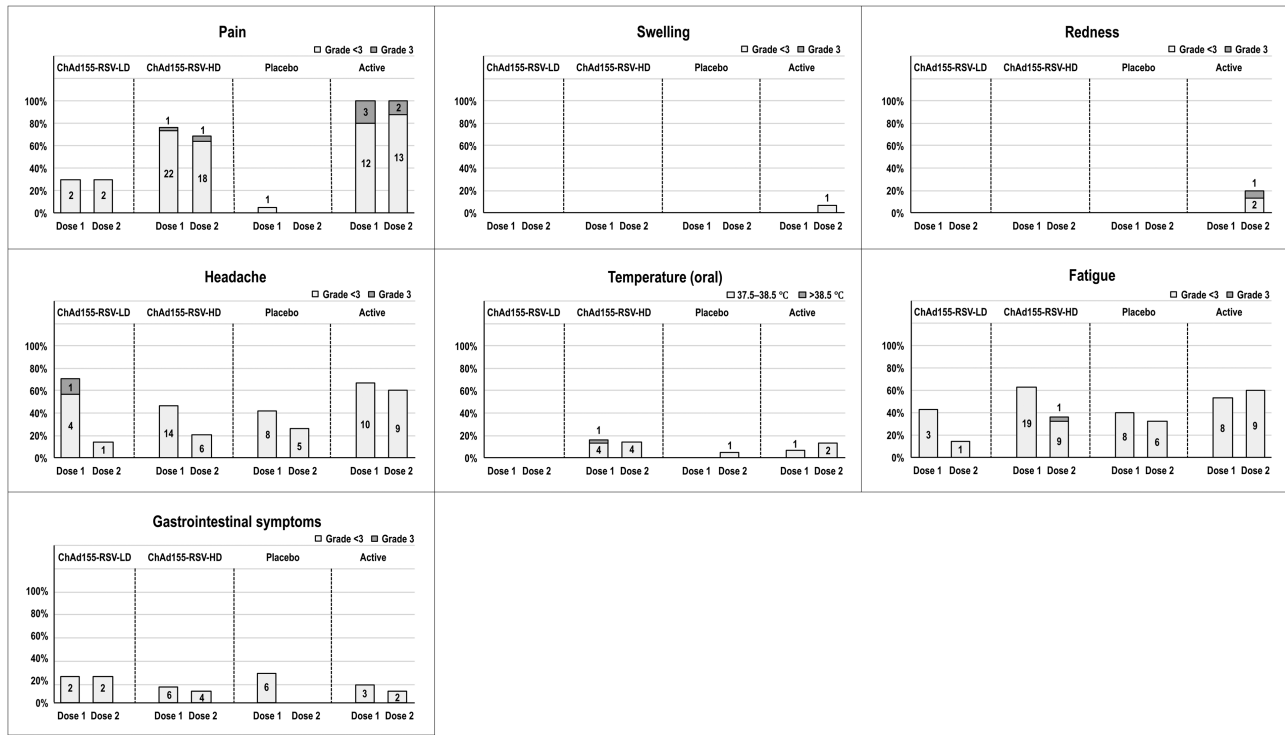 Pain
Grade <3 Grade 3
ChAd155-RSV-LD ChAd155-RSV-HD Placebo Active
100%
80%
60%
40%
20%
0%
2 2 22 1 18 1 1 12 3 13 2
Dose 1 Dose 2 Dose 1 Dose 2 Dose 1 Dose 2 Dose 1 Dose 2
Swelling
Grade <3 Grade 3
ChAd155-RSV-LD ChAd155-RSV-HD Placebo Active
100%
80%
60%
40%
20%
0%
1
Dose 1 Dose 2 Dose 1 Dose 2 Dose 1 Dose 2 Dose 1 Dose 2
Redness
Grade <3 Grade 3
ChAd155-RSV-LD ChAd155-RSV-HD Placebo Active
100%
80%
60%
40%
20%
0%
1
2
Dose 1 Dose 2 Dose 1 Dose 2 Dose 1 Dose 2 Dose 1 Dose 2
Headache
Grade <3 Grade 3
ChAd155-RSV-LD ChAd155-RSV-HD Placebo Active
100%
80%
60%
40%
20%
0%
1
4 1 14 6 8 5 10 9
Dose 1 Dose 2 Dose 1 Dose 2 Dose 1 Dose 2 Dose 1 Dose 2
Temperature (oral)
37.5–38.5 °C >38.5 °C
ChAd155-RSV-LD ChAd155-RSV-HD Placebo Active
100%
80%
60%
40%
20%
0%
1
4 4 1 1 2
Dose 1 Dose 2 Dose 1 Dose 2 Dose 1 Dose 2 Dose 1 Dose 2
Fatigue
Grade <3 Grade 3
ChAd155-RSV-LD ChAd155-RSV-HD Placebo Active
100%
80%
60%
40%
20%
0%
1
3 1 19 9 8 6 8 9
Dose 1 Dose 2 Dose 1 Dose 2 Dose 1 Dose 2 Dose 1 Dose 2
Gastrointestinal symptoms
Grade <3 Grade 3
ChAd155-RSV-LD ChAd155-RSV-HD Placebo Active
100%
80%
60%
40%
20%
0%
2 2 6 4 6 3 2
Dose 1 Dose 2 Dose 1 Dose 2 Dose 1 Dose 2 Dose 1 Dose 2